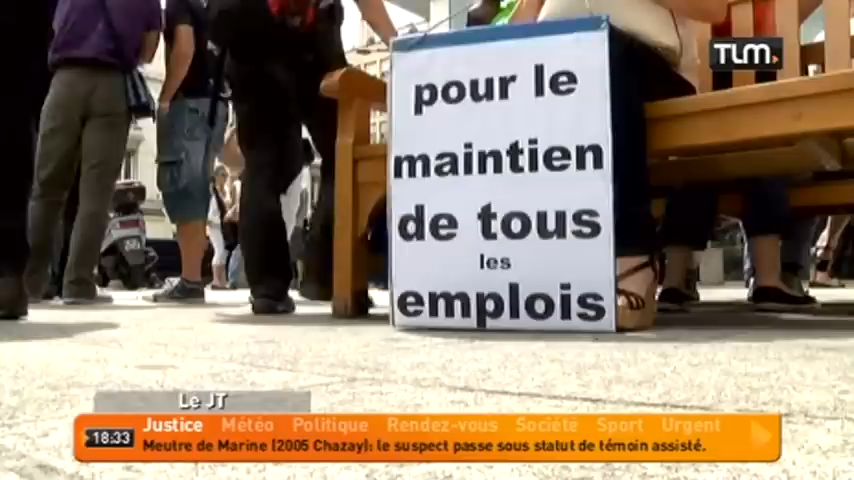 TLM.
pour le
maintien
de tous
les
emplois
Le JT
18:33
Justice Météo Politique Rendez-vous Société Sport Urgent
Meutre de Marine (2005 Chazay): le suspect passe sous statut de témoin assisté.